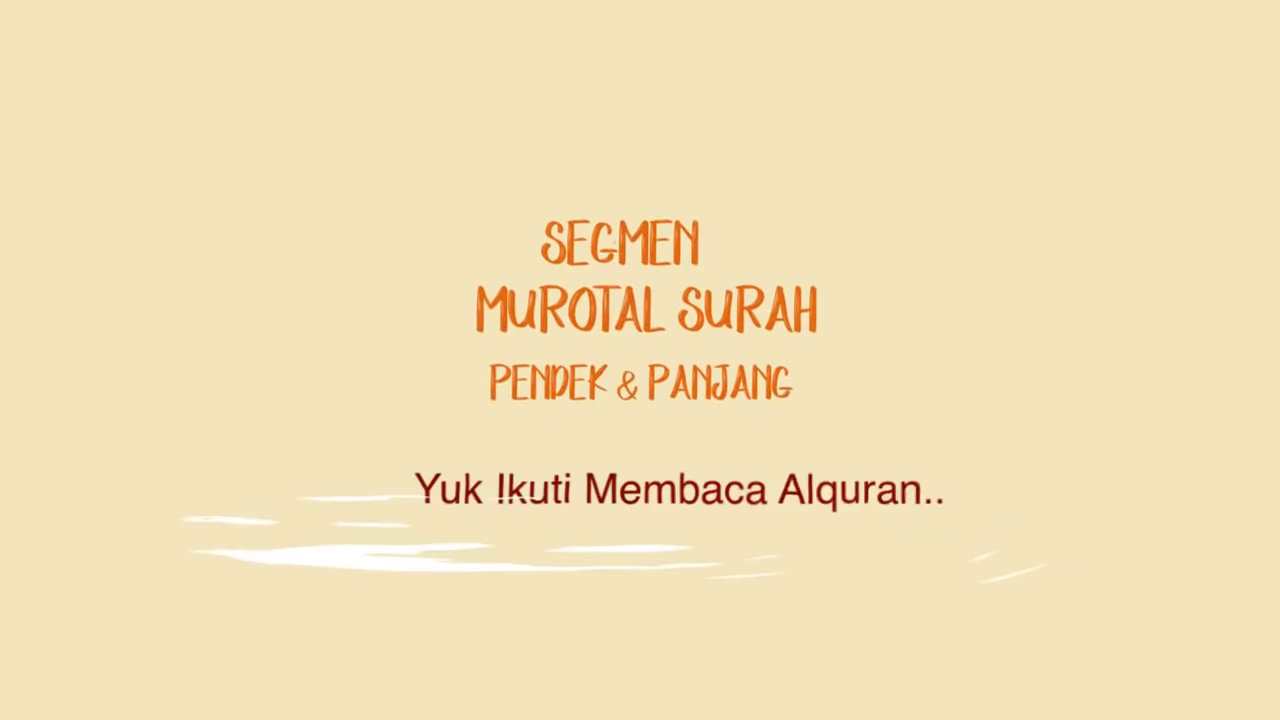 SEGMEN
MUROTAL SURAH
PENDEK & PANJANG
Yuk Ikuti Membaca Alquran..